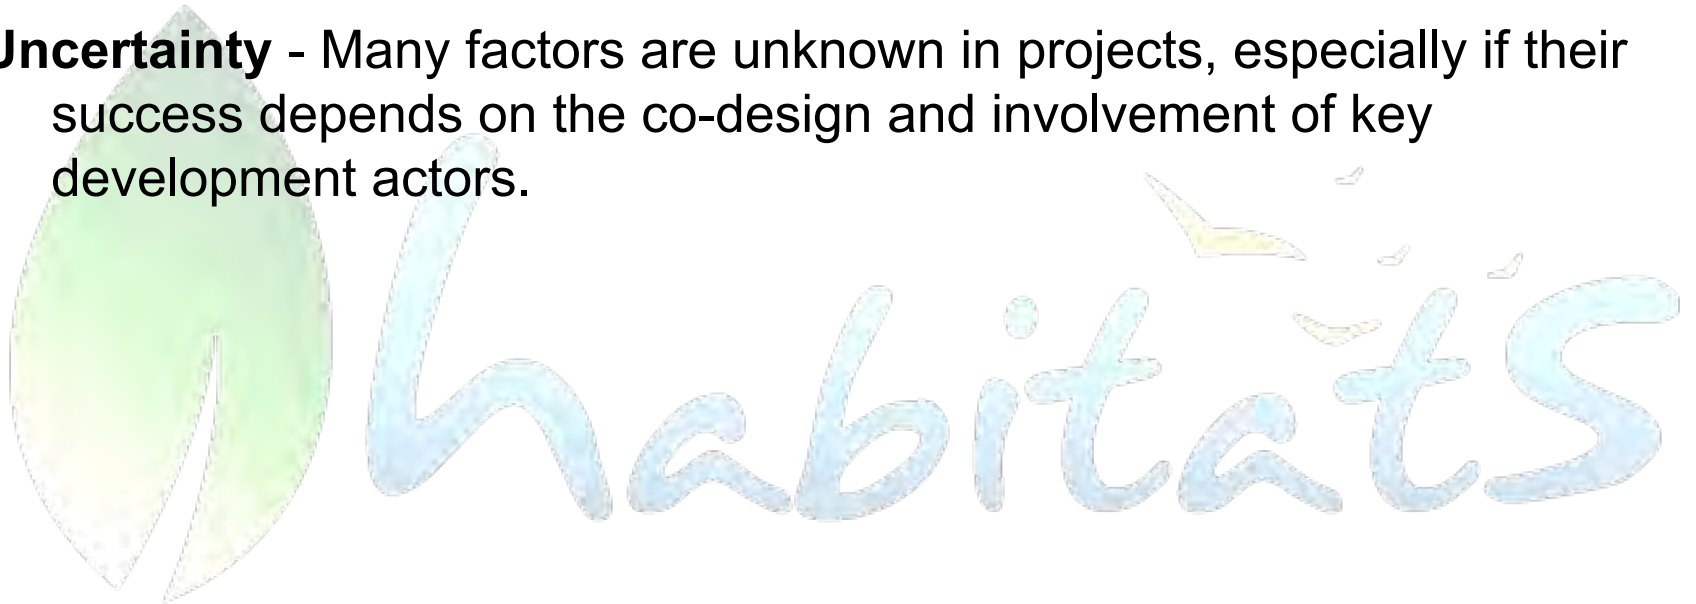 Uncertainty - Many factors are unknown in projects, especially if their
success depends on the co-design and involvement of key
development actors.
habitats